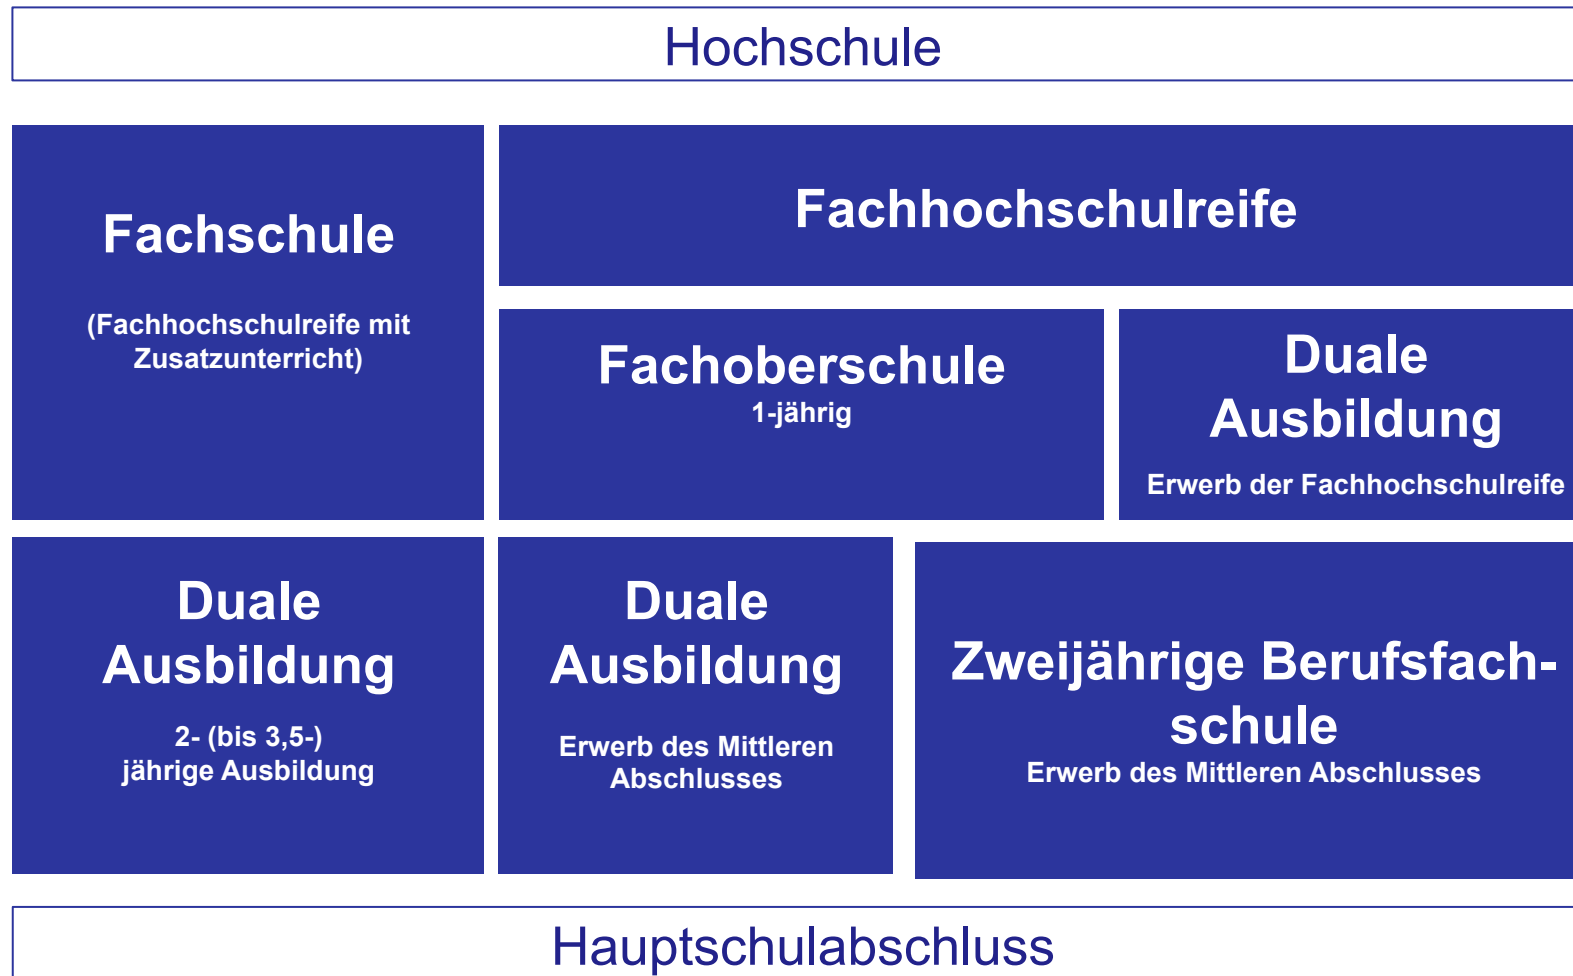 Hochschule
Fachschule
(Fachhochschulreife mit
Zusatzunterricht)
Fachhochschulreife
Fachoberschule
1-jährig
Duale
Ausbildung
Erwerb der Fachhochschulreife
Duale
Ausbildung
2- (bis 3,5-)
jährige Ausbildung
Duale
Ausbildung
Erwerb des Mittleren
Abschlusses
Zweijährige Berufsfach-
schule
Erwerb des Mittleren Abschlusses
Hauptschulabschluss